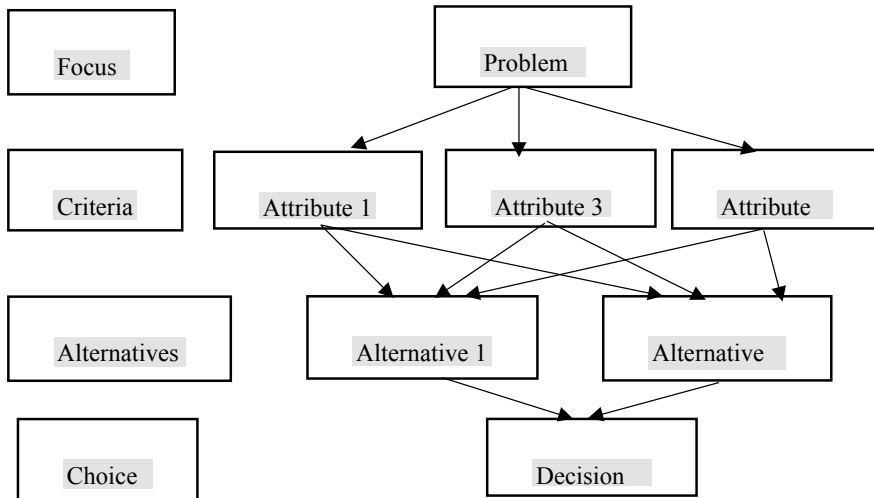 Focus
Problem
Criteria
Attribute 1
Attribute 3
Attribute
Alternatives
Alternative 1
Alternative
Choice
Decision